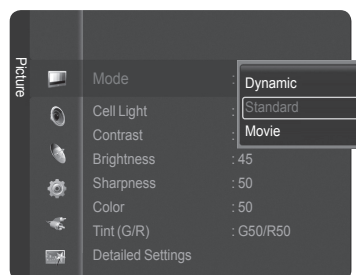 Picture
Mode : Dynamic
Standard
Cell Light :
Contrast : Movie
Brightness : 45
Sharpness : 50
Color : 50
Tint (G/R) : G50/R50
Detailed Settings